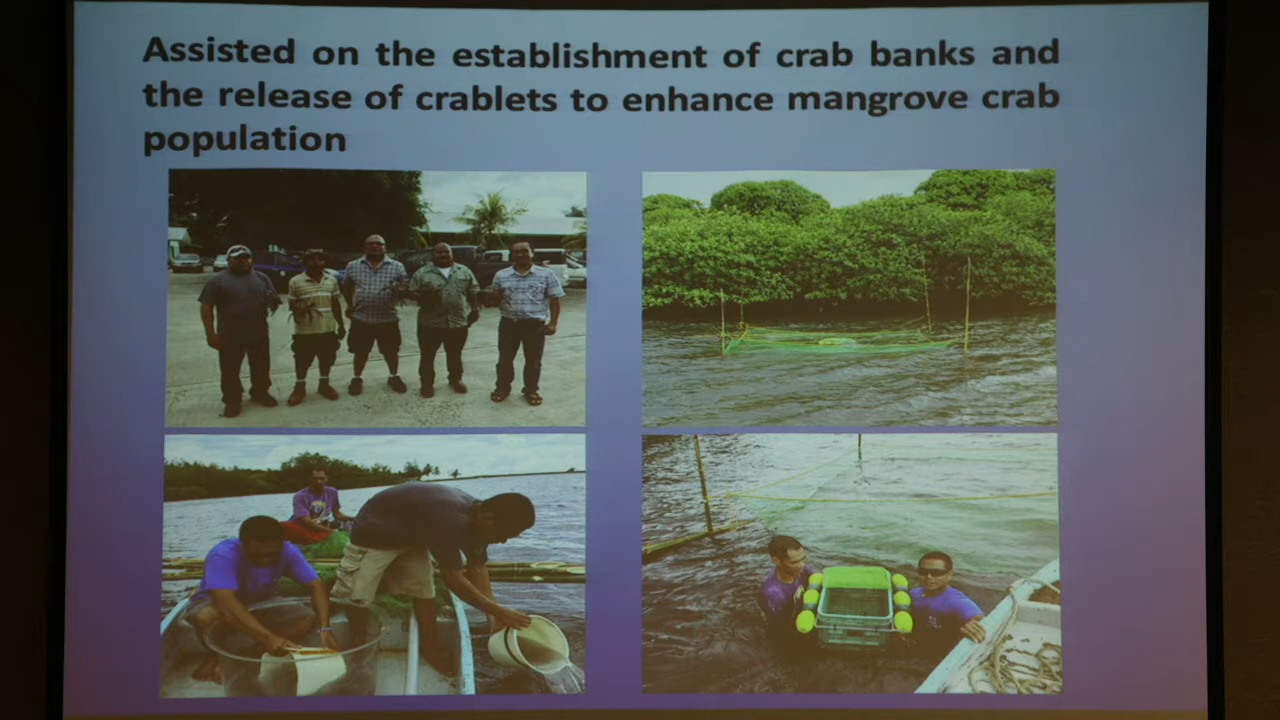 Assisted on the establishment of crab banks and
the release of crablets to enhance mangrove crab
population